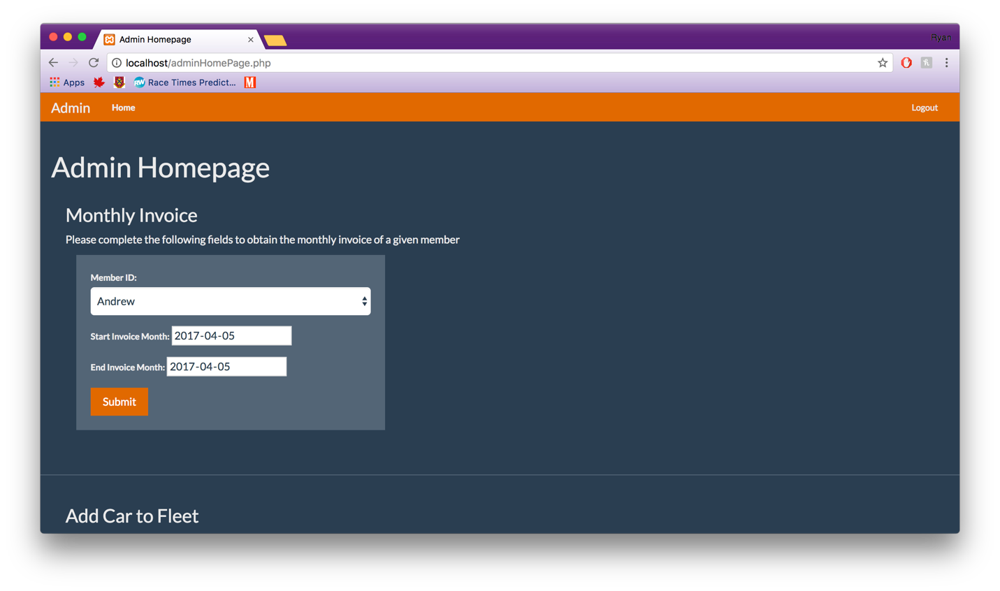 Admin Homepage
Ryan
localhost/adminHomePage.php
Apps
RW Race Times Predict... M
Admin Home Logout
Admin Homepage
Monthly Invoice
Please complete the following fields to obtain the monthly invoice of a given member
Member ID:
Andrew
Start Invoice Month: 2017-04-05
End Invoice Month: 2017-04-05
Submit
Add Car to Fleet